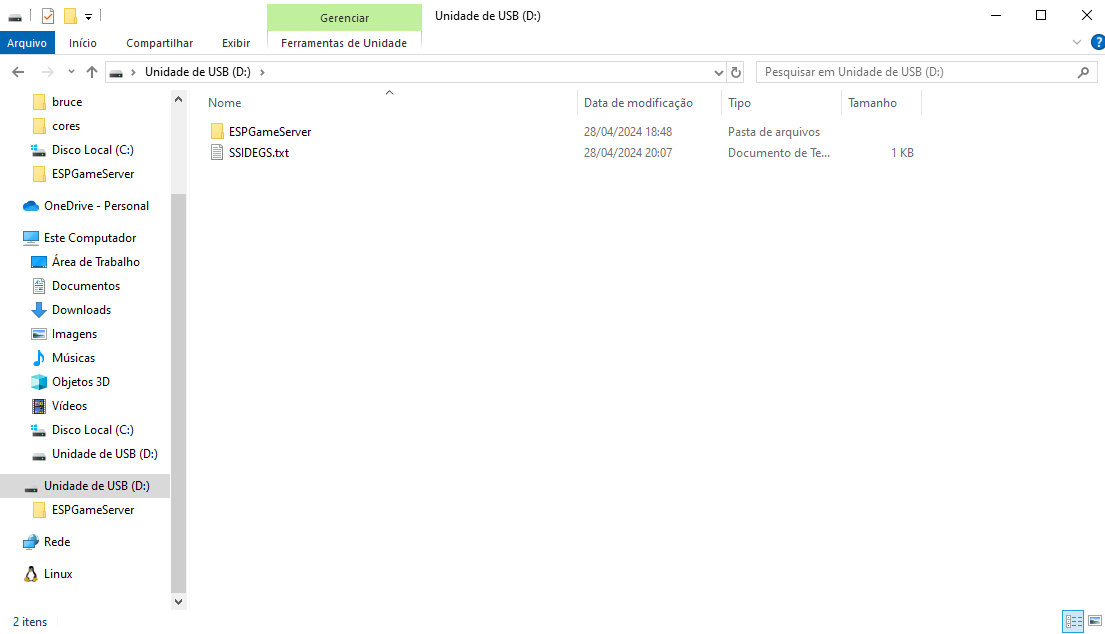 Gerenciar
Unidade de USB (D:)
Arquivo
Início
Compartilhar
Exibir
Ferramentas de Unidade
?
Unidade de USB (D:)
Pesquisar em Unidade de USB (D:)
bruce
cores
Disco Local (C:)
ESPGameServer
OneDrive - Personal
Este Computador
Área de Trabalho
Documentos
Downloads
Imagens
Músicas
Objetos 3D
Vídeos
Disco Local (C:)
Unidade de USB (D:)
Unidade de USB (D:)
ESPGameServer
Rede
Linux
Nome Data de modificação Tipo Tamanho
ESPGameServer 28/04/2024 18:48 Pasta de arquivos
SSIDEGS.txt 28/04/2024 20:07 Documento de Te... 1 KB
2 itens